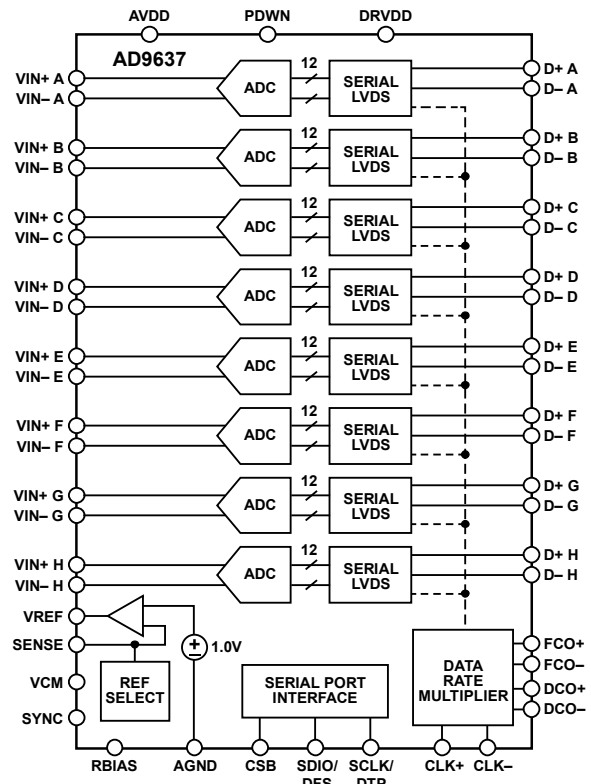 AVDD PDWN DRVDD
AD9637
VIN+ A
VIN– A
ADC
12
SERIAL
LVDS
D+ A
D– A
VIN+ B
VIN– B
ADC
12
SERIAL
LVDS
D+ B
D– B
VIN+ C
VIN– C
ADC
12
SERIAL
LVDS
D+ C
D– C
VIN+ D
VIN– D
ADC
12
SERIAL
LVDS
D+ D
D– D
VIN+ E
VIN– E
ADC
12
SERIAL
LVDS
D+ E
D– E
VIN+ F
VIN– F
ADC
12
SERIAL
LVDS
D+ F
D– F
VIN+ G
VIN– G
ADC
12
SERIAL
LVDS
D+ G
D– G
VIN+ H
VIN– H
ADC
12
SERIAL
LVDS
D+ H
D– H
VREF
SENSE
VCM
SYNC
1.0V
REF
SELECT
SERIAL PORT
INTERFACE
DATA
RATE
MULTIPLIER
FCO+
FCO–
DCO+
DCO–
RBIAS
AGND
CSB
SDIO/
DFS
SCLK/
DTP
CLK+
CLK–